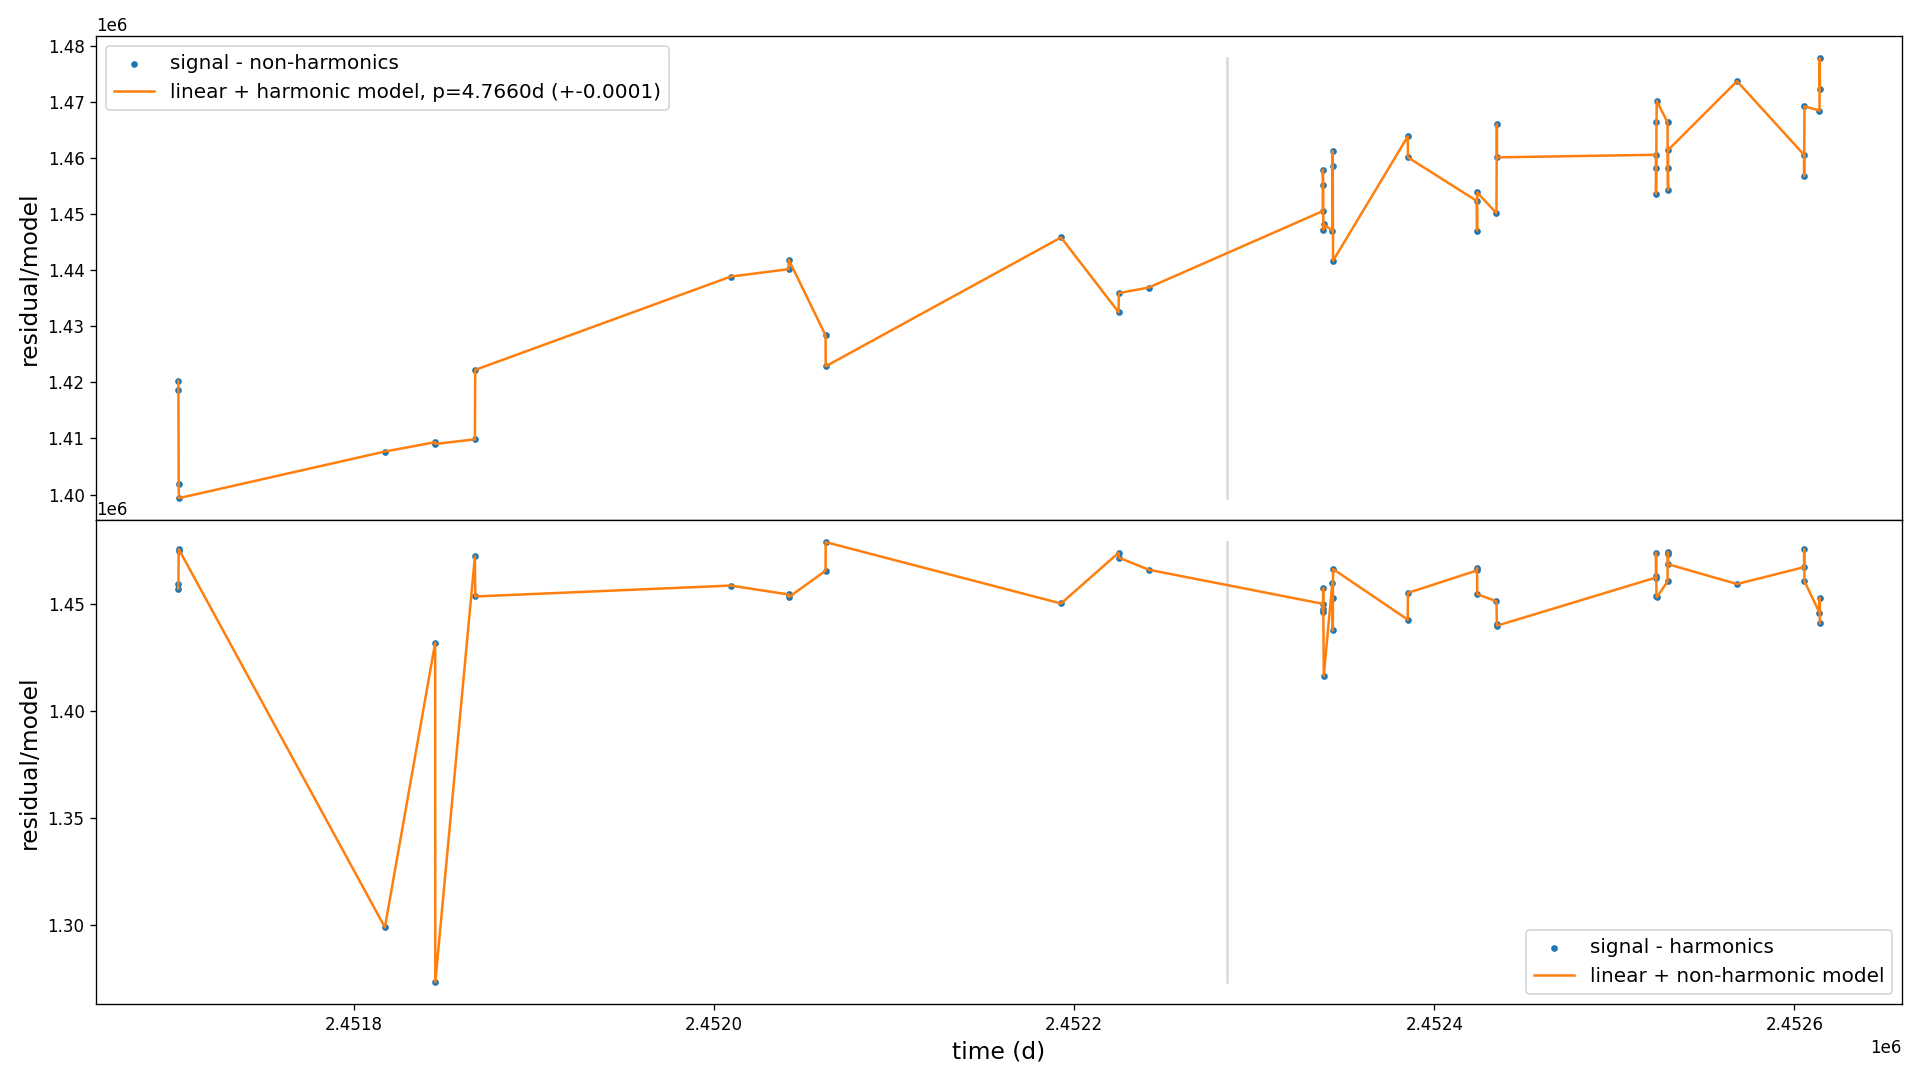 1e6
1.48
1.47
1.46
1.45
1.44
1.43
1.42
1.41
1.40
residual/model
signal - non-harmonics
linear + harmonic model, p=4.7660d (+-0.0001)
1e6
1.45
1.40
1.35
1.30
residual/model
signal - harmonics
linear + non-harmonic model
2.4518
2.4520
2.4522
2.4524
2.4526
1e6
time (d)